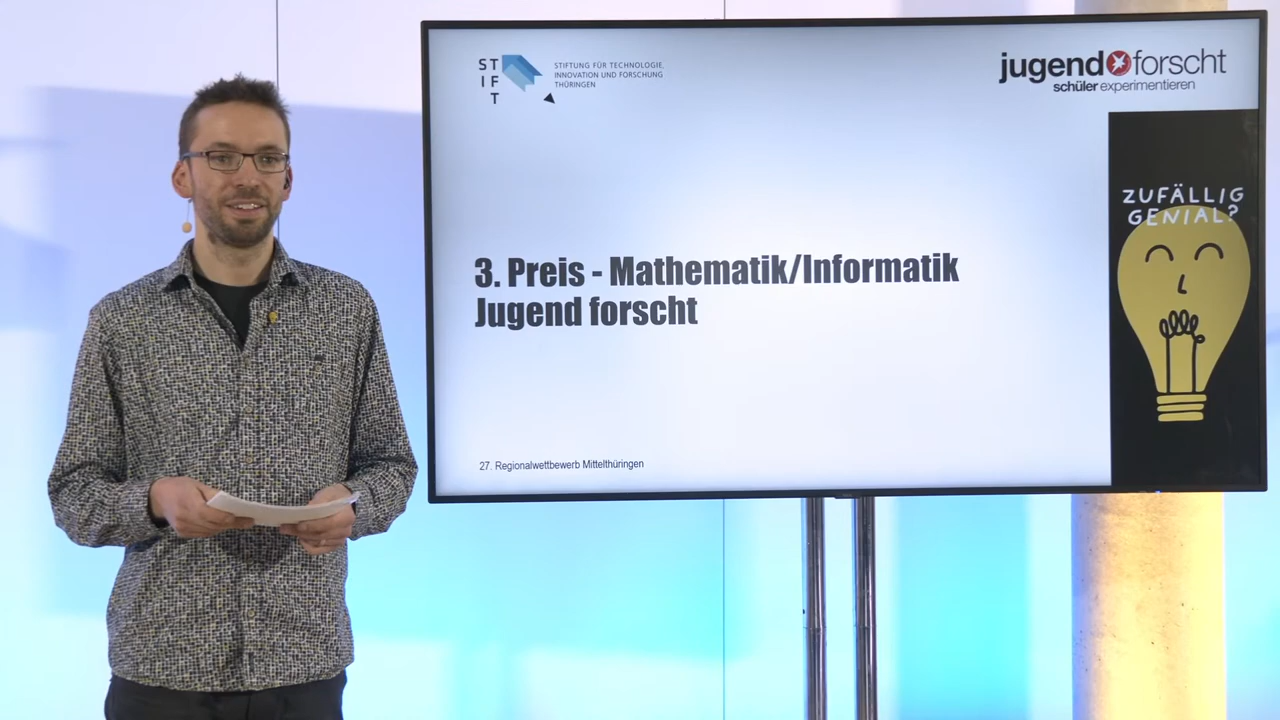 ST
IF
T
STIFTUNG FÜR TECHNOLOGIE,
INNOVATION UND FORSCHUNG
THÜRINGEN
jugend forscht
schüler experimentieren
ZUFÄLLIG
GENIAL?
3. Preis - Mathematik/Informatik
Jugend forscht
27. Regionalwettbewerb Mittelthüringen